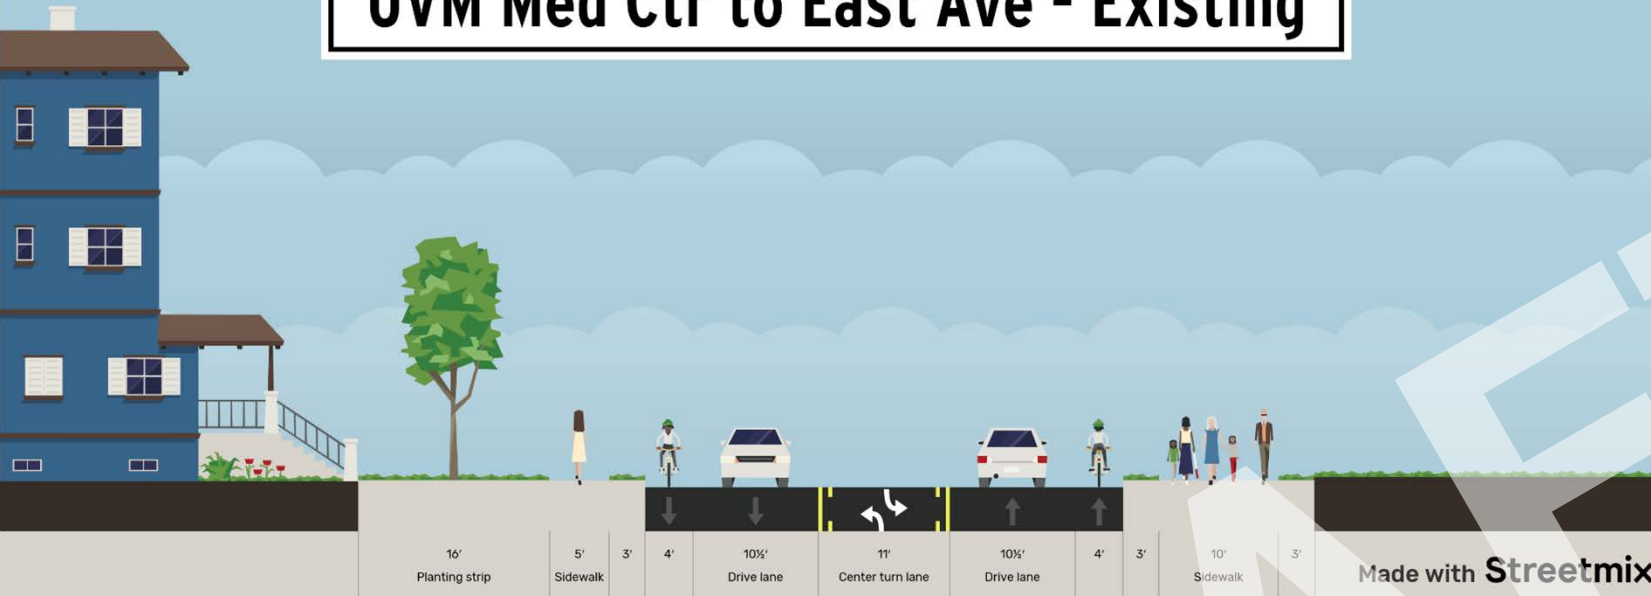 UVM Med Ctr to East Ave - Existing
16' 5' 3' 4' 10½' 11' 10½' 4' 3' 10' 3'
Planting strip Sidewalk Drive lane Center turn lane Drive lane Sidewalk
Made with Streetmix